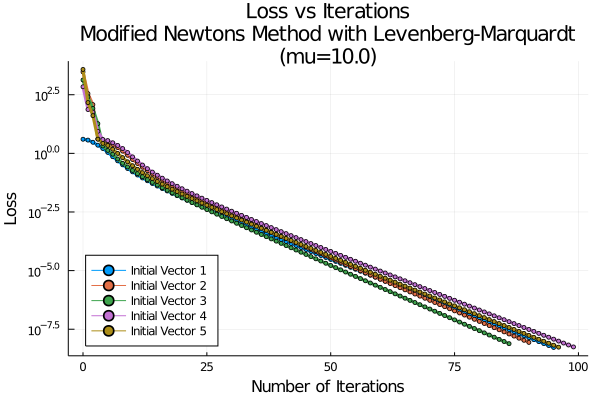 Loss vs Iterations
Modified Newtons Method with Levenberg-Marquardt
(mu=10.0)
Loss
10^2.5
10^0.0
10^−2.5
10^−5.0
10^−7.5
Initial Vector 1
Initial Vector 2
Initial Vector 3
Initial Vector 4
Initial Vector 5
0 25 50 75 100
Number of Iterations